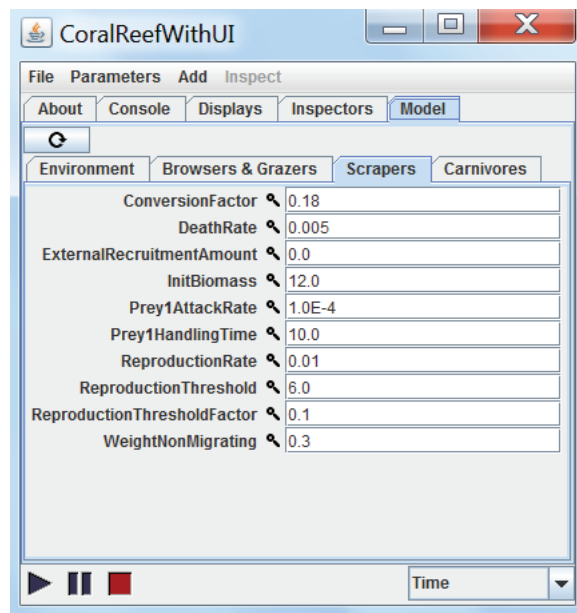 CoralReefWithUI
File Parameters Add Inspect
About Console Displays Inspectors Model
Environment Browsers & Grazers Scrapers Carnivores
ConversionFactor 0.18
DeathRate 0.005
ExternalRecruitmentAmount 0.0
InitBiomass 12.0
Prey1AttackRate 1.0E-4
Prey1HandlingTime 10.0
ReproductionRate 0.01
ReproductionThreshold 6.0
ReproductionThresholdFactor 0.1
WeightNonMigrating 0.3
Time